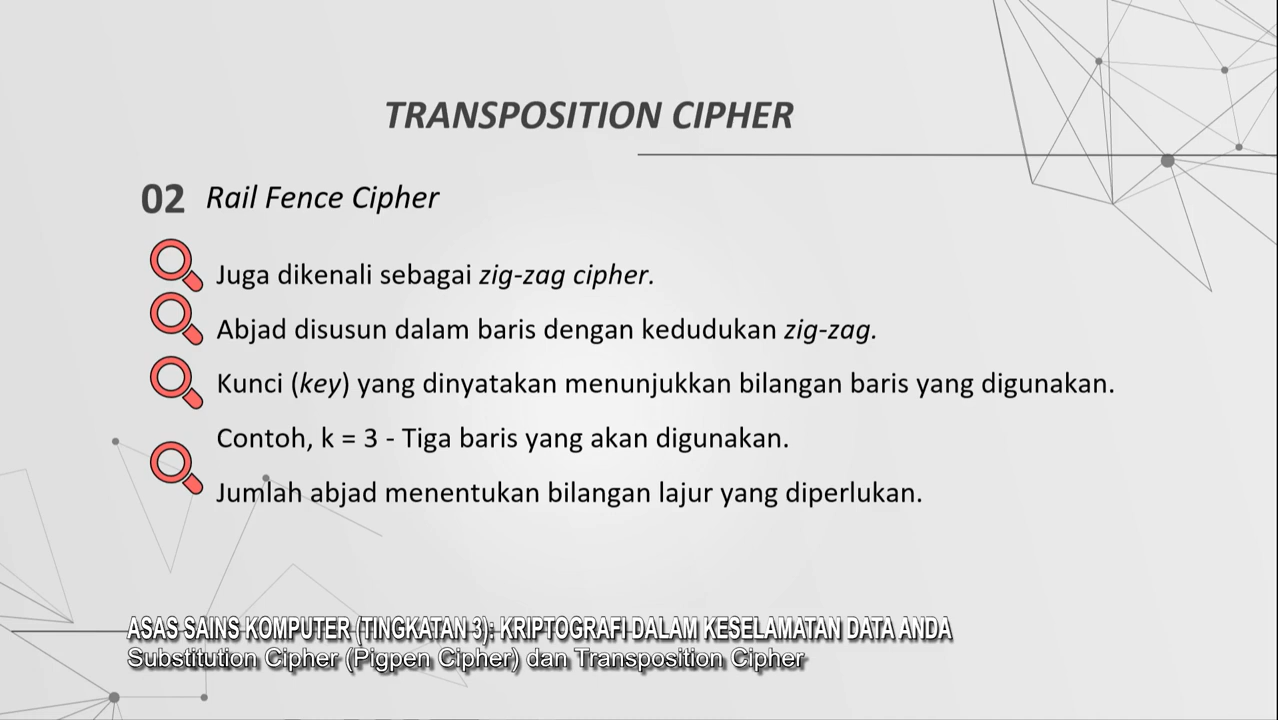 TRANSPOSITION CIPHER
02 Rail Fence Cipher
Juga dikenali sebagai zig-zag cipher.
Abjad disusun dalam baris dengan kedudukan zig-zag.
Kunci (key) yang dinyatakan menunjukkan bilangan baris yang digunakan.
Contoh, k = 3 - Tiga baris yang akan digunakan.
Jumlah abjad menentukan bilangan lajur yang diperlukan.
ASAS SAINS KOMPUTER (TINGKATAN 3): KRIPTOGRAFI DALAM KESELAMATAN DATA ANDA
Substitution Cipher (Pigpen Cipher) dan Transposition Cipher